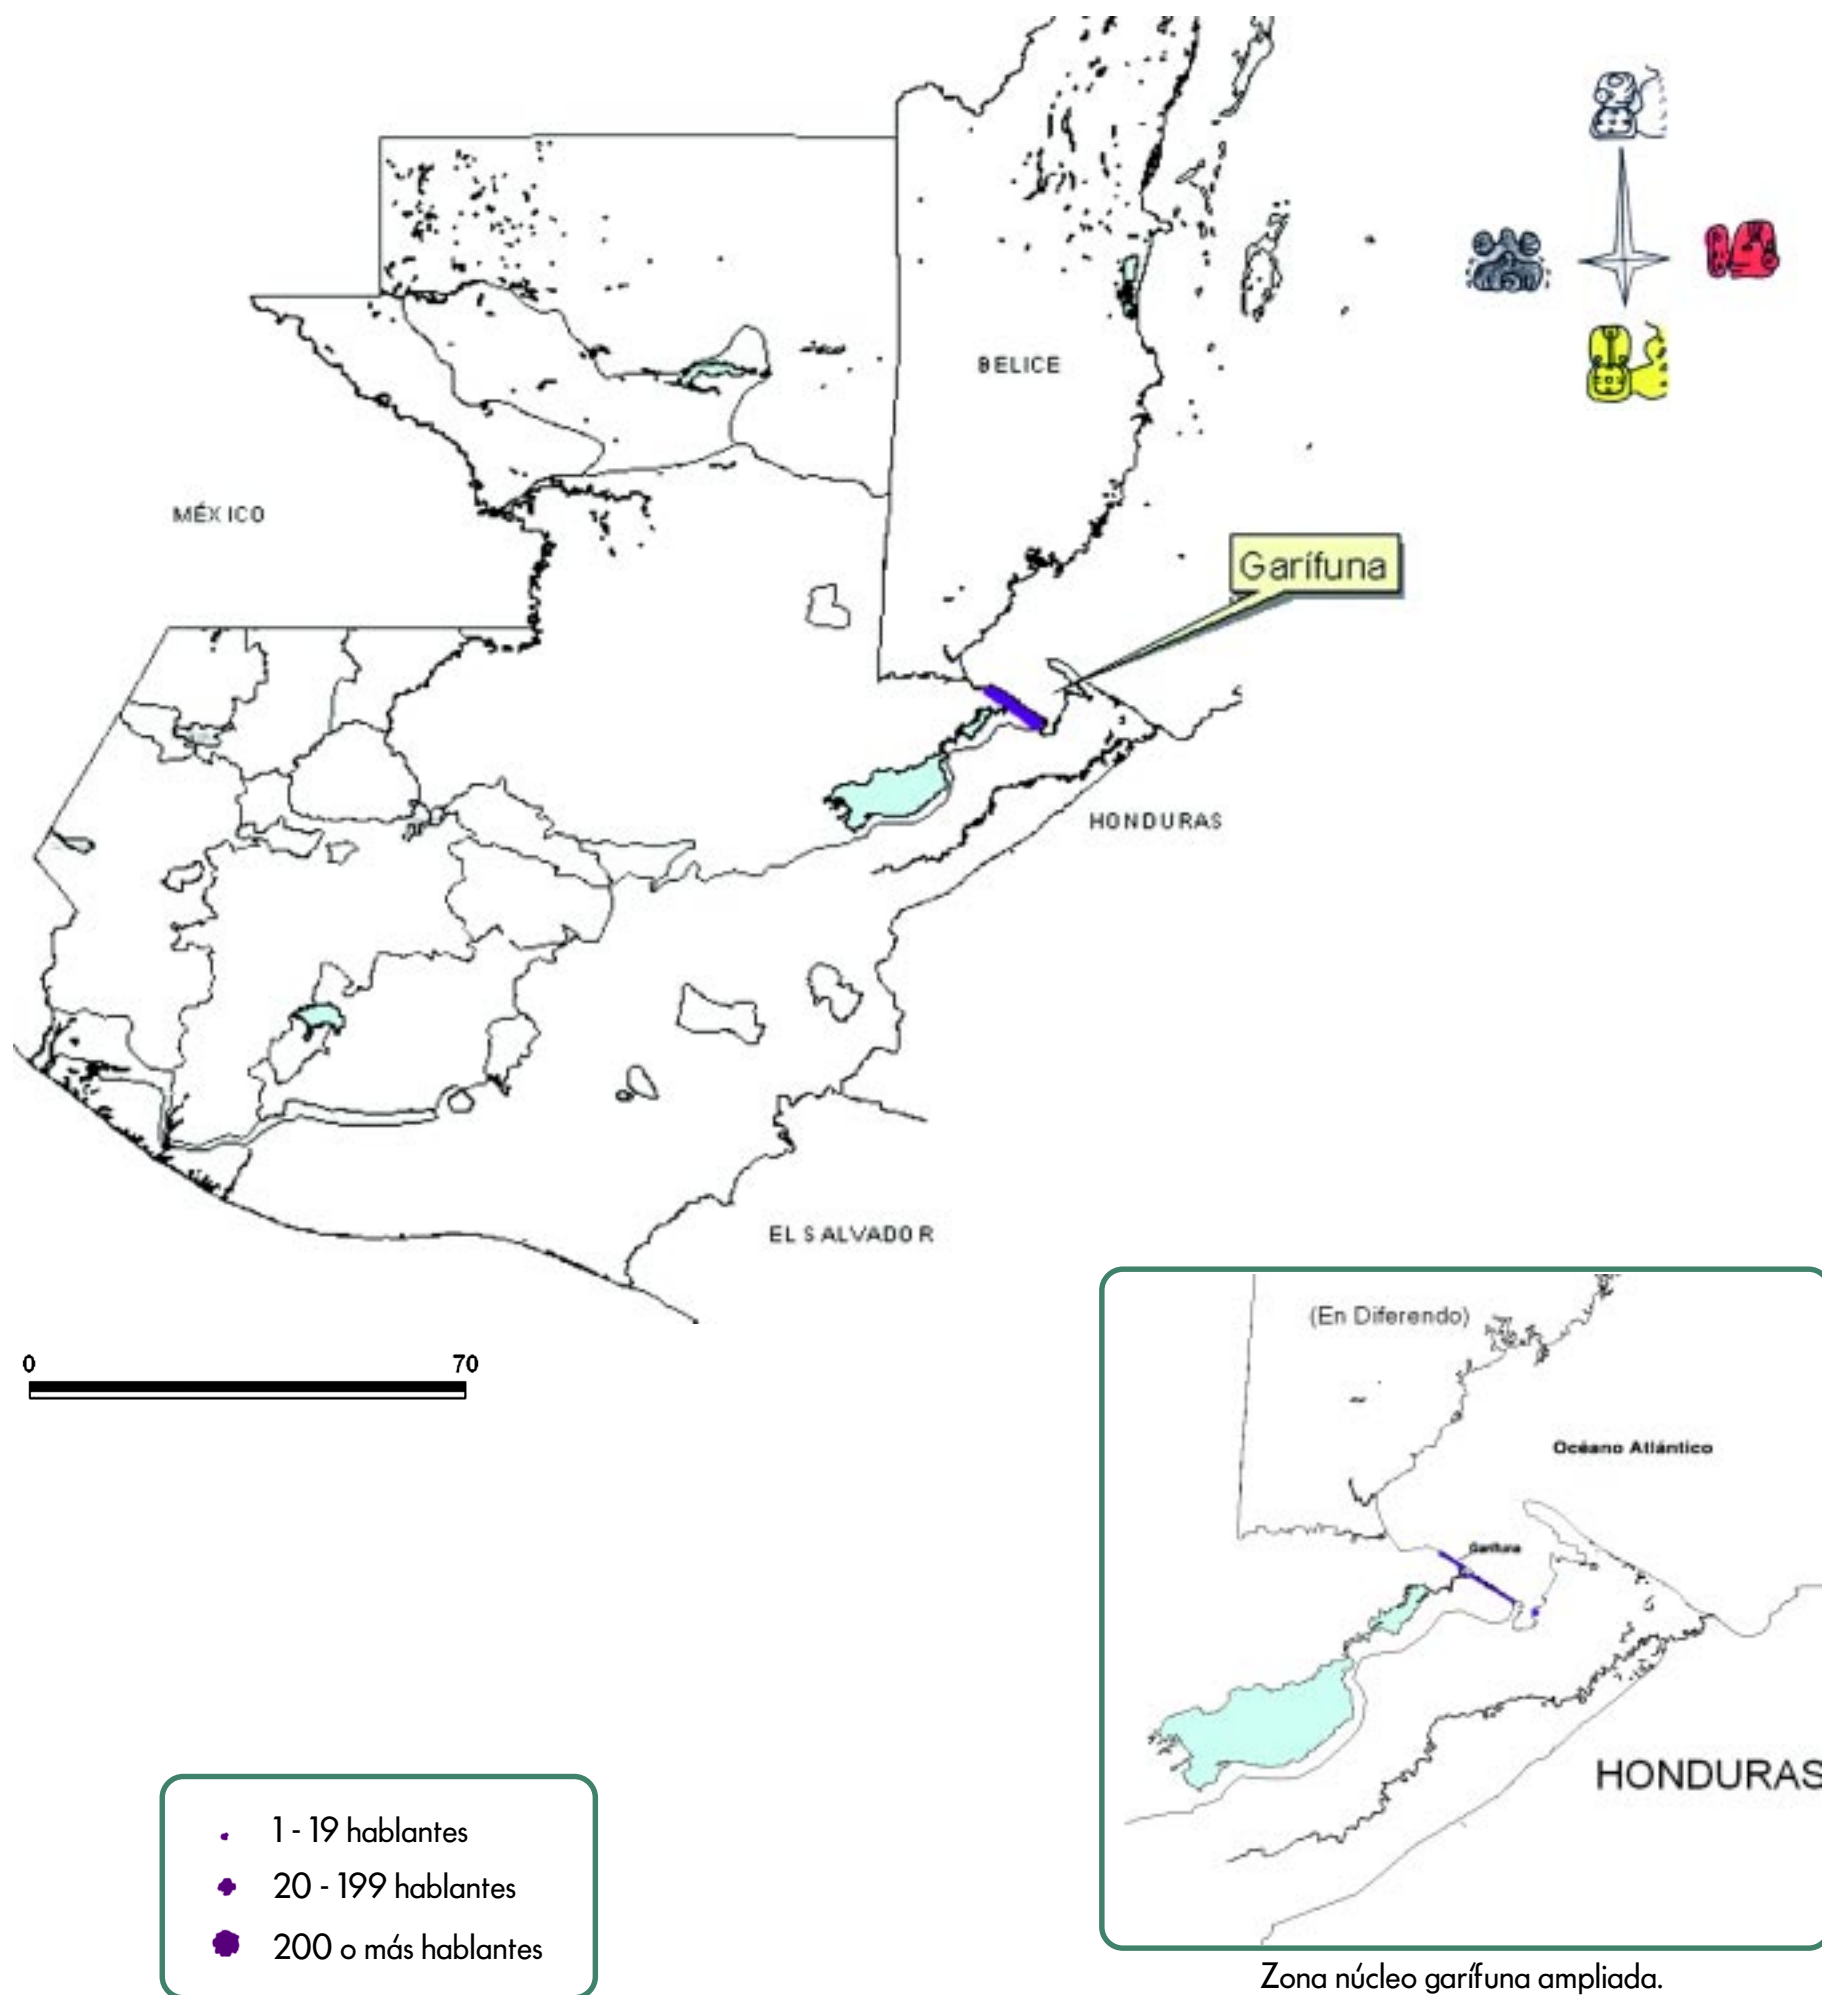 BELICE
MÉXICO
Garífuna
HONDURAS
EL SALVADOR
0 70
(En Diferendo)
Océano Atlántico
Garífuna
HONDURAS
1 - 19 hablantes
20 - 199 hablantes
200 o más hablantes
Zona núcleo garífuna ampliada.